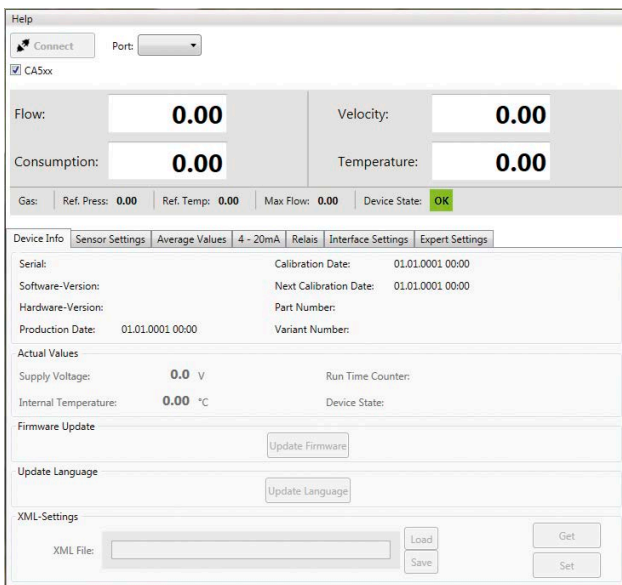 Help
Connect Port:
CA5xx
Flow: 0.00 Velocity: 0.00
Consumption: 0.00 Temperature: 0.00
Gas: Ref. Press: 0.00 Ref. Temp: 0.00 Max Flow: 0.00 Device State: OK
Device Info Sensor Settings Average Values 4 - 20mA Relais Interface Settings Expert Settings
Serial: Calibration Date: 01.01.0001 00:00
Software-Version: Next Calibration Date: 01.01.0001 00:00
Hardware-Version: Part Number:
Production Date: 01.01.0001 00:00 Variant Number:
Actual Values
Supply Voltage: 0.0 V Run Time Counter:
Internal Temperature: 0.00 °C Device State:
Firmware Update
Update Firmware
Update Language
Update Language
XML-Settings
XML File: Load Get
Save Set